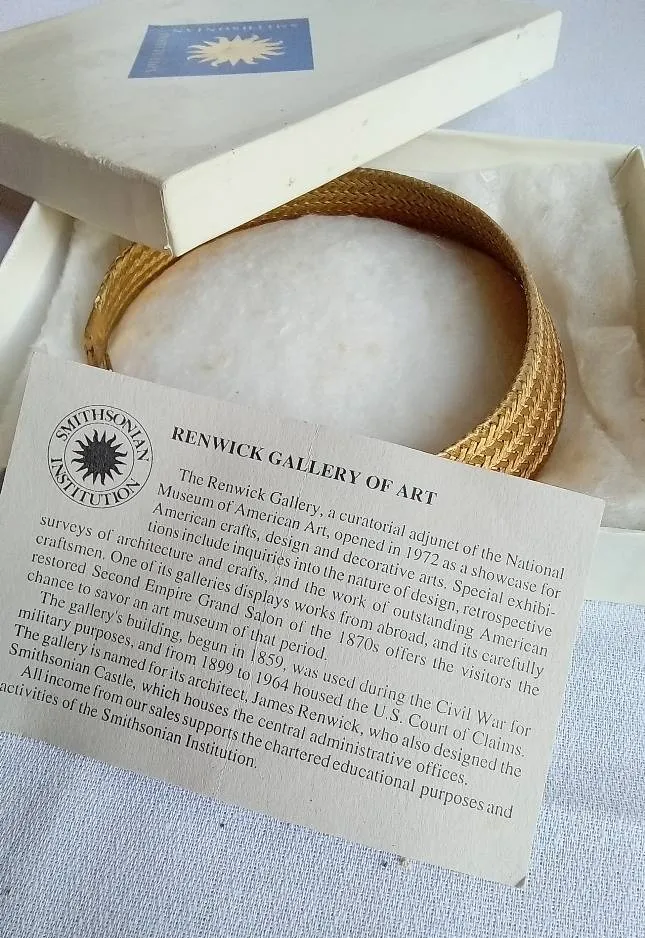 SMITHSONIAN
SMITHSONIAN
INSTITUTION
RENWICK GALLERY OF ART
The Renwick Gallery, a curatorial adjunct of the National
Museum of American Art, opened in 1972 as a showcase for
American crafts, design and decorative arts. Special exhibi-
tions include inquiries into the nature of design, retrospective
surveys of architecture and crafts, and the work of outstanding American
craftsmen. One of its galleries displays works from abroad, and its carefully
restored Second Empire Grand Salon of the 1870s offers the visitors the
chance to savor an art museum of that period.
The gallery's building, begun in 1859, was used during the Civil War for
military purposes, and from 1899 to 1964 housed the U.S. Court of Claims.
The gallery is named for its architect, James Renwick, who also designed the
Smithsonian Castle, which houses the central administrative offices.
All income from our sales supports the chartered educational purposes and
activities of the Smithsonian Institution.